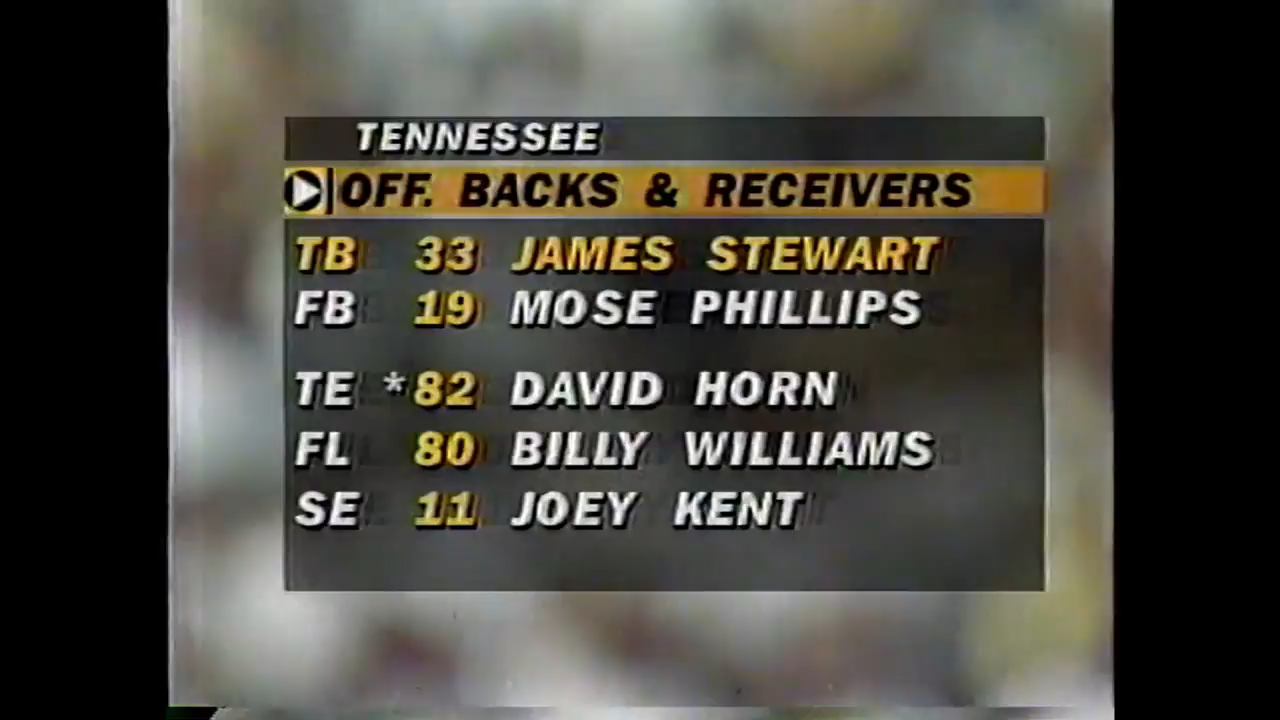 TENNESSEE
OFF. BACKS & RECEIVERS
TB 33 JAMES STEWART
FB 19 MOSE PHILLIPS
TE *82 DAVID HORN
FL 80 BILLY WILLIAMS
SE 11 JOEY KENT